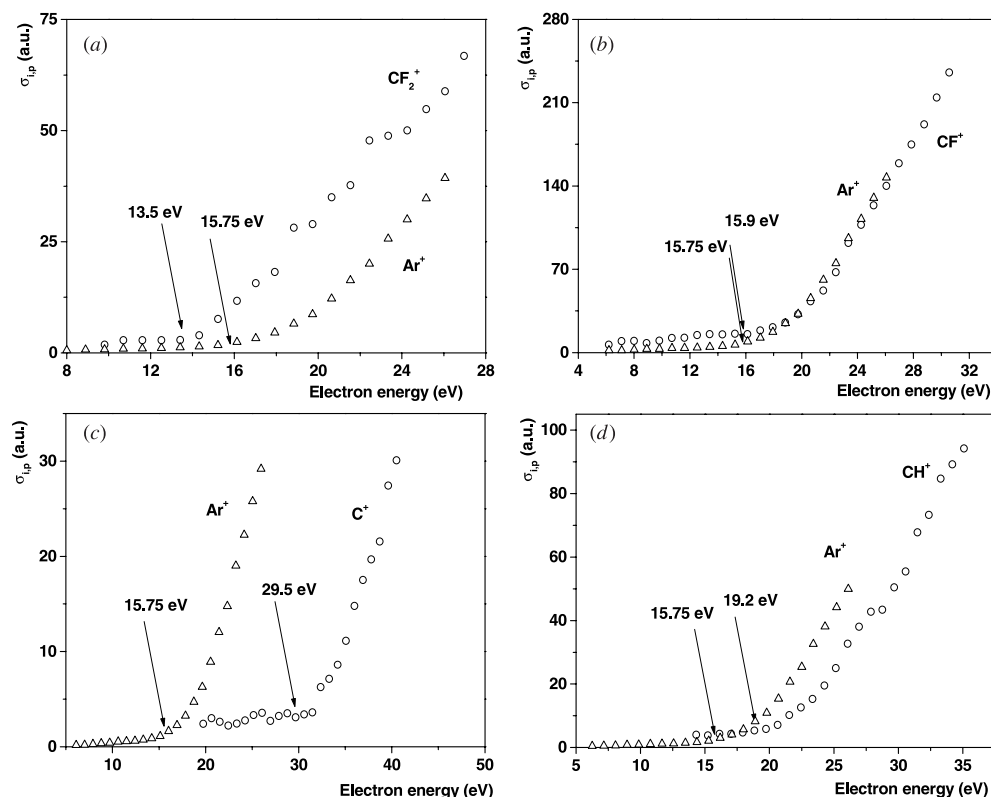 (a)
σi,p (a.u.)
75
50
25
0
CF2+
13.5 eV
15.75 eV
Ar+
8 12 16 20 24 28
Electron energy (eV)
(b)
σi,p (a.u.)
280
210
140
70
0
CF+
Ar+
15.9 eV
15.75 eV
4 8 12 16 20 24 28 32
Electron energy (eV)
(c)
σi,p (a.u.)
30
20
10
0
Ar+
C+
29.5 eV
15.75 eV
10 20 30 40 50
Electron energy (eV)
(d)
σi,p (a.u.)
100
80
60
40
20
0
CH+
Ar+
19.2 eV
15.75 eV
5 10 15 20 25 30 35
Electron energy (eV)